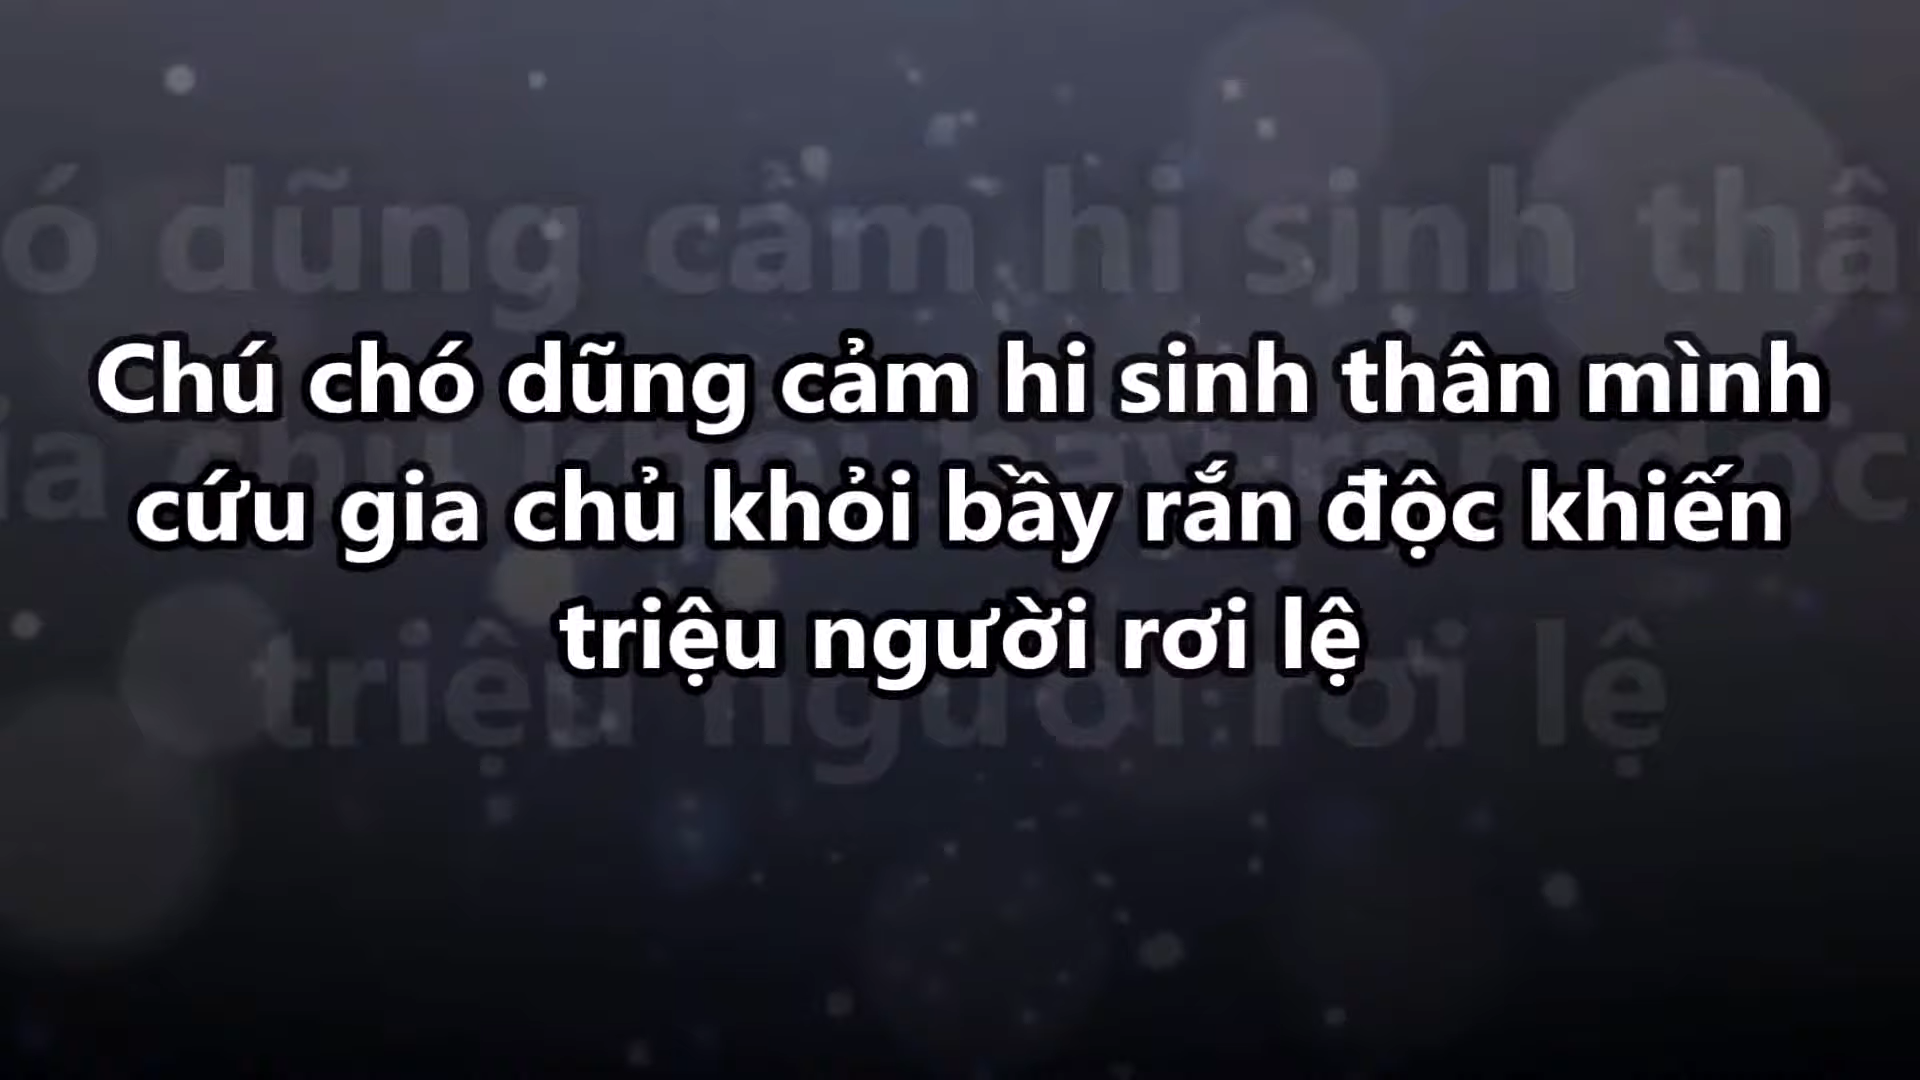 Chú chó dũng cảm hi sinh thân mình
cứu gia chủ khỏi bầy rắn độc khiến
triệu người rơi lệ